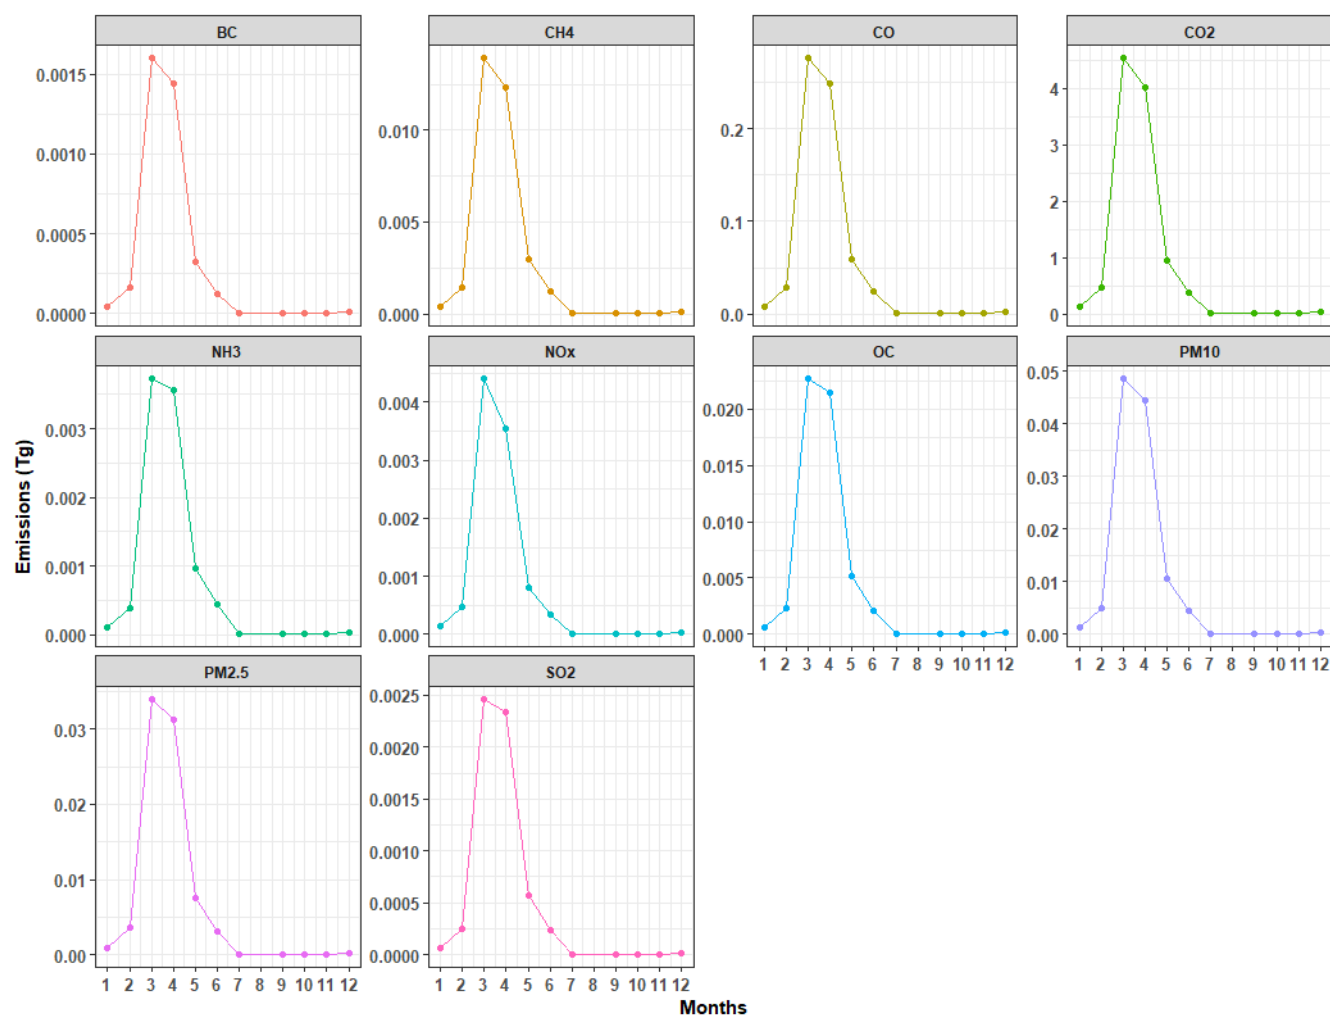 BC CH4 CO CO2
0.0015 0.0010 0.0005 0.0000
0.010 0.005 0.000
0.2 0.1 0.0
4 3 2 1 0
NH3 NOx OC PM10
0.003 0.002 0.001 0.000
0.004 0.003 0.002 0.001 0.000
0.020 0.015 0.010 0.005 0.000
0.05 0.04 0.03 0.02 0.01 0.00
1 2 3 4 5 6 7 8 9 10 11 12
1 2 3 4 5 6 7 8 9 10 11 12
PM2.5 SO2
0.03 0.02 0.01 0.00
0.0025 0.0020 0.0015 0.0010 0.0005 0.0000
1 2 3 4 5 6 7 8 9 10 11 12
1 2 3 4 5 6 7 8 9 10 11 12
Emissions (Tg)
Months